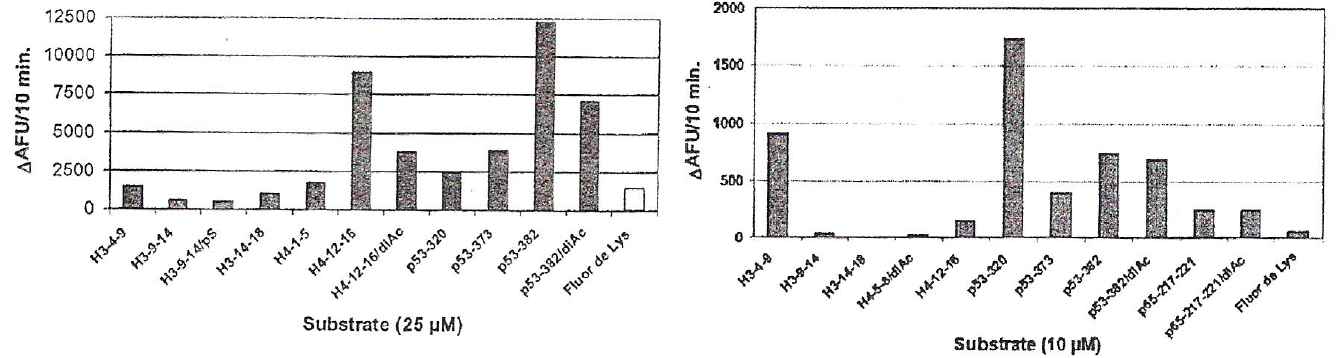 ΔAFU/10 min.
12500
10000
7500
5000
2500
0
H3-4-9
H3-9-14
H3-9-14/pS
H3-14-18
H4-1-5
H4-12-16
H4-12-16/diAc
p53-320
p53-373
p53-382
p53-382/diAc
Fluor de Lys
Substrate (25 µM)
ΔAFU/10 min.
2000
1500
1000
500
0
H3-4-9
H3-9-14
H3-14-18
H4-5-8/diAc
H4-12-16
p53-320
p53-373
p53-382
p53-382/diAc
p65-217-221
p65-217-221/diAc
Fluor de Lys
Substrate (10 µM)